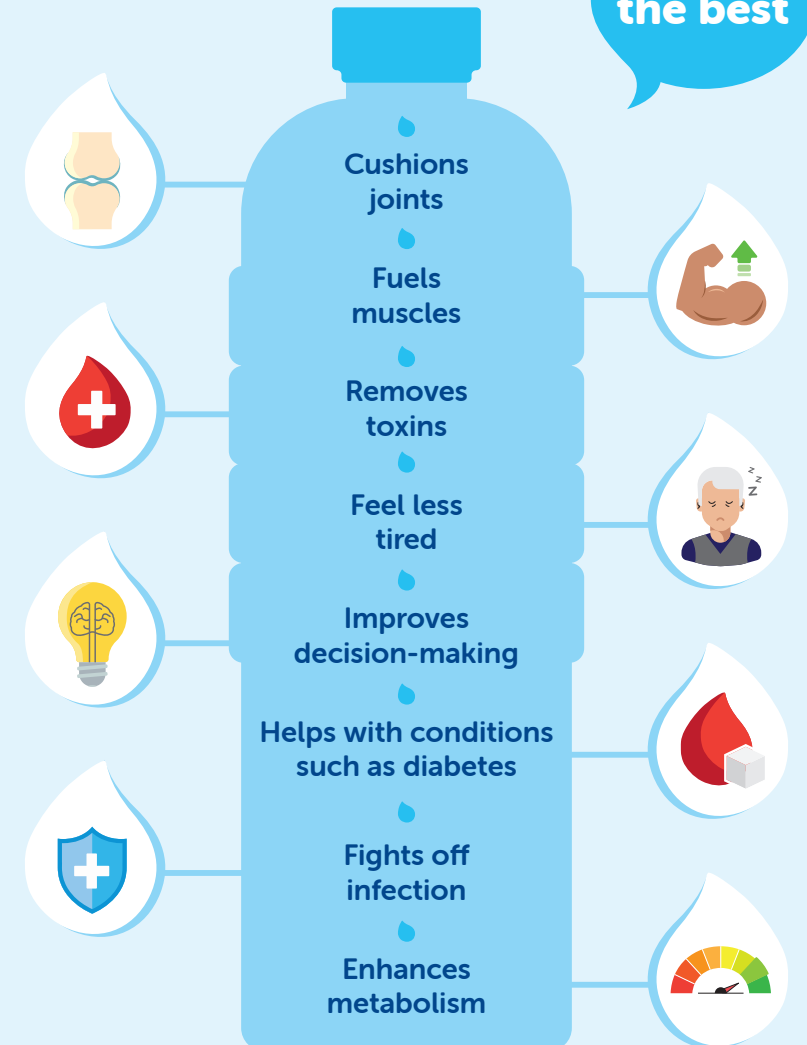 the best
Cushions
joints
Fuels
muscles
Removes
toxins
Feel less
tired
Improves
decision-making
Helps with conditions
such as diabetes
Fights off
infection
Enhances
metabolism
z
z
z